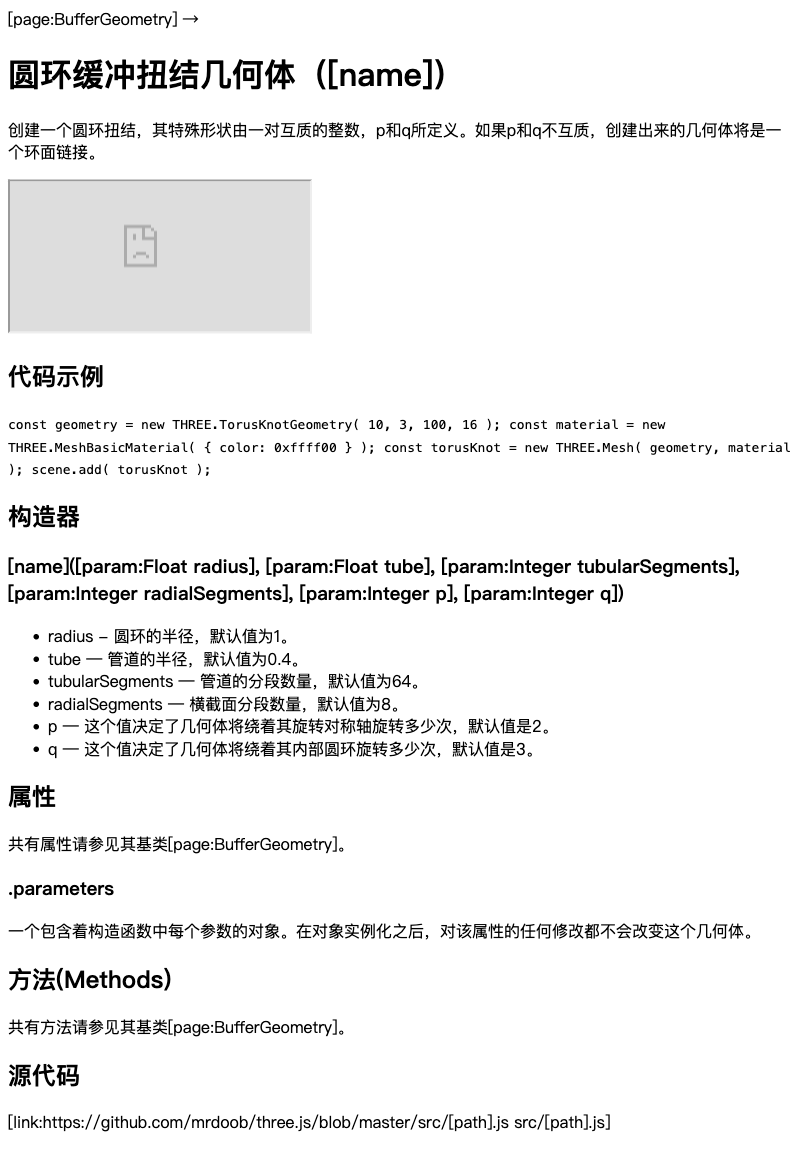 [page:BufferGeometry] →
圆环缓冲扭结几何体（[name]）
创建一个圆环扭结，其特殊形状由一对互质的整数，p和q所定义。如果p和q不互质，创建出来的几何体将是一
个环面链接。
代码示例
const geometry = new THREE.TorusKnotGeometry( 10, 3, 100, 16 ); const material = new
THREE.MeshBasicMaterial( { color: 0xffff00 } ); const torusKnot = new THREE.Mesh( geometry, material
); scene.add( torusKnot );
构造器
[name]([param:Float radius], [param:Float tube], [param:Integer tubularSegments],
[param:Integer radialSegments], [param:Integer p], [param:Integer q])
• radius - 圆环的半径，默认值为1。
• tube — 管道的半径，默认值为0.4。
• tubularSegments — 管道的分段数量，默认值为64。
• radialSegments — 横截面分段数量，默认值为8。
• p — 这个值决定了几何体将绕着其旋转对称轴旋转多少次，默认值是2。
• q — 这个值决定了几何体将绕着其内部圆环旋转多少次，默认值是3。
属性
共有属性请参见其基类[page:BufferGeometry]。
.parameters
一个包含着构造函数中每个参数的对象。在对象实例化之后，对该属性的任何修改都不会改变这个几何体。
方法(Methods)
共有方法请参见其基类[page:BufferGeometry]。
源代码
[link:https://github.com/mrdoob/three.js/blob/master/src/[path].js src/[path].js]